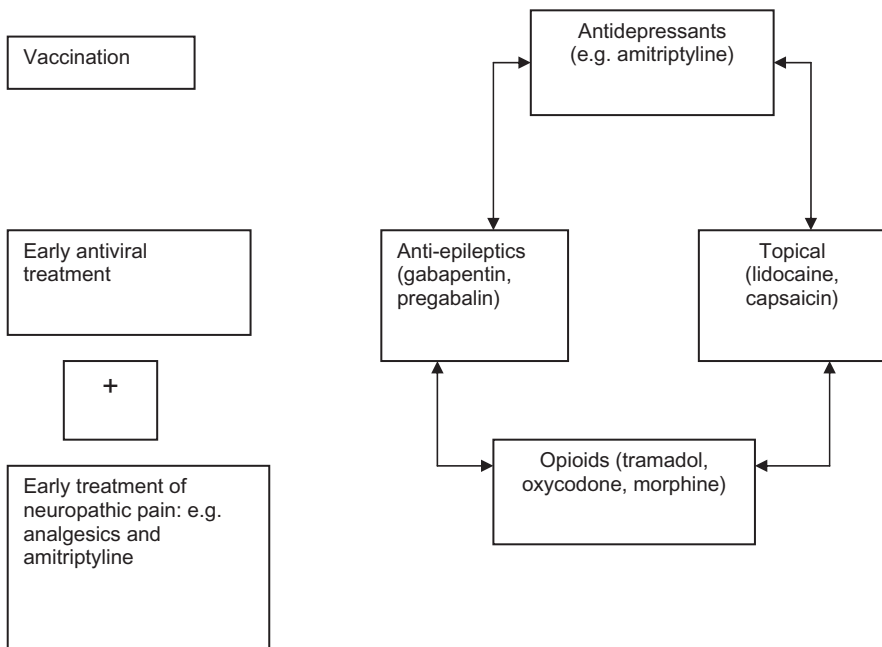 Vaccination
Early antiviral
treatment
+
Early treatment of
neuropathic pain: e.g.
analgesics and
amitriptyline
Antidepressants
(e.g. amitriptyline)
Anti-epileptics
(gabapentin,
pregabalin)
Topical
(lidocaine,
capsaicin)
Opioids (tramadol,
oxycodone, morphine)